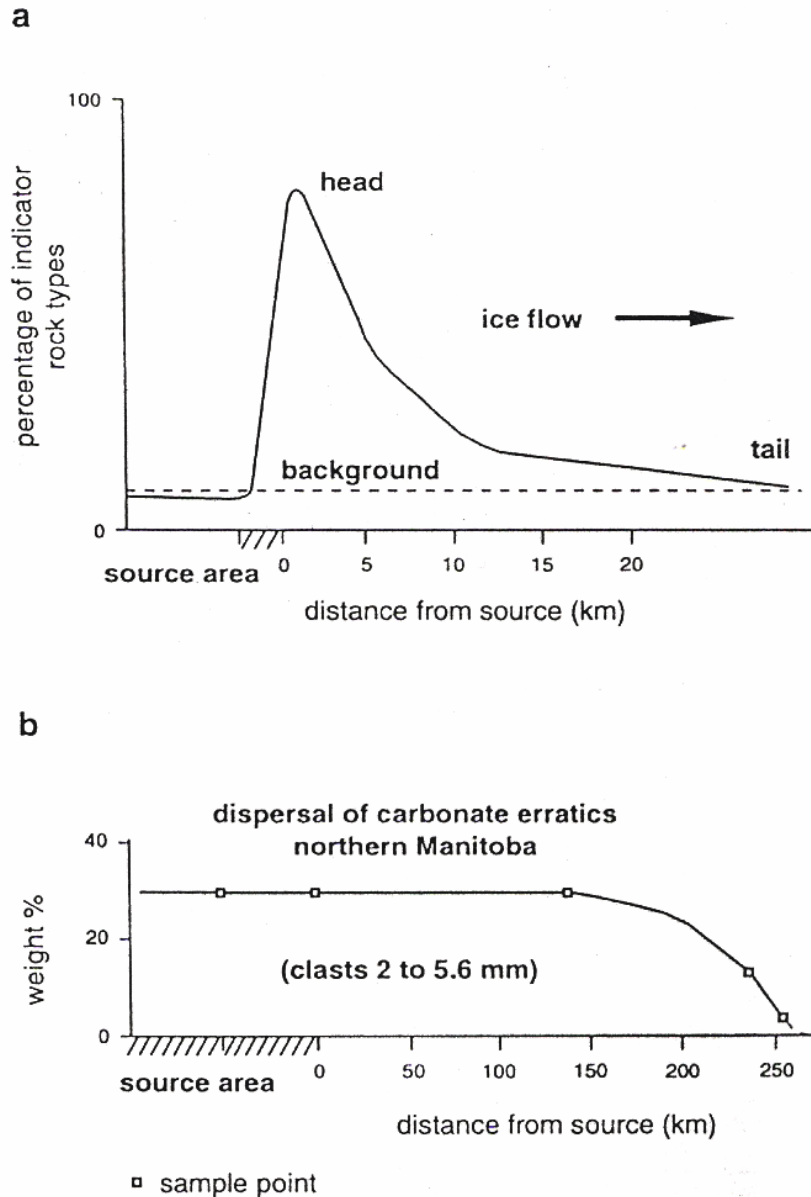 a
100
percentage of indicator
rock types
head
ice flow
tail
background
0
source area
0 5 10 15 20
distance from source (km)
b
dispersal of carbonate erratics
northern Manitoba
40
weight %
20
(clasts 2 to 5.6 mm)
0
source area
0 50 100 150 200 250
distance from source (km)
sample point